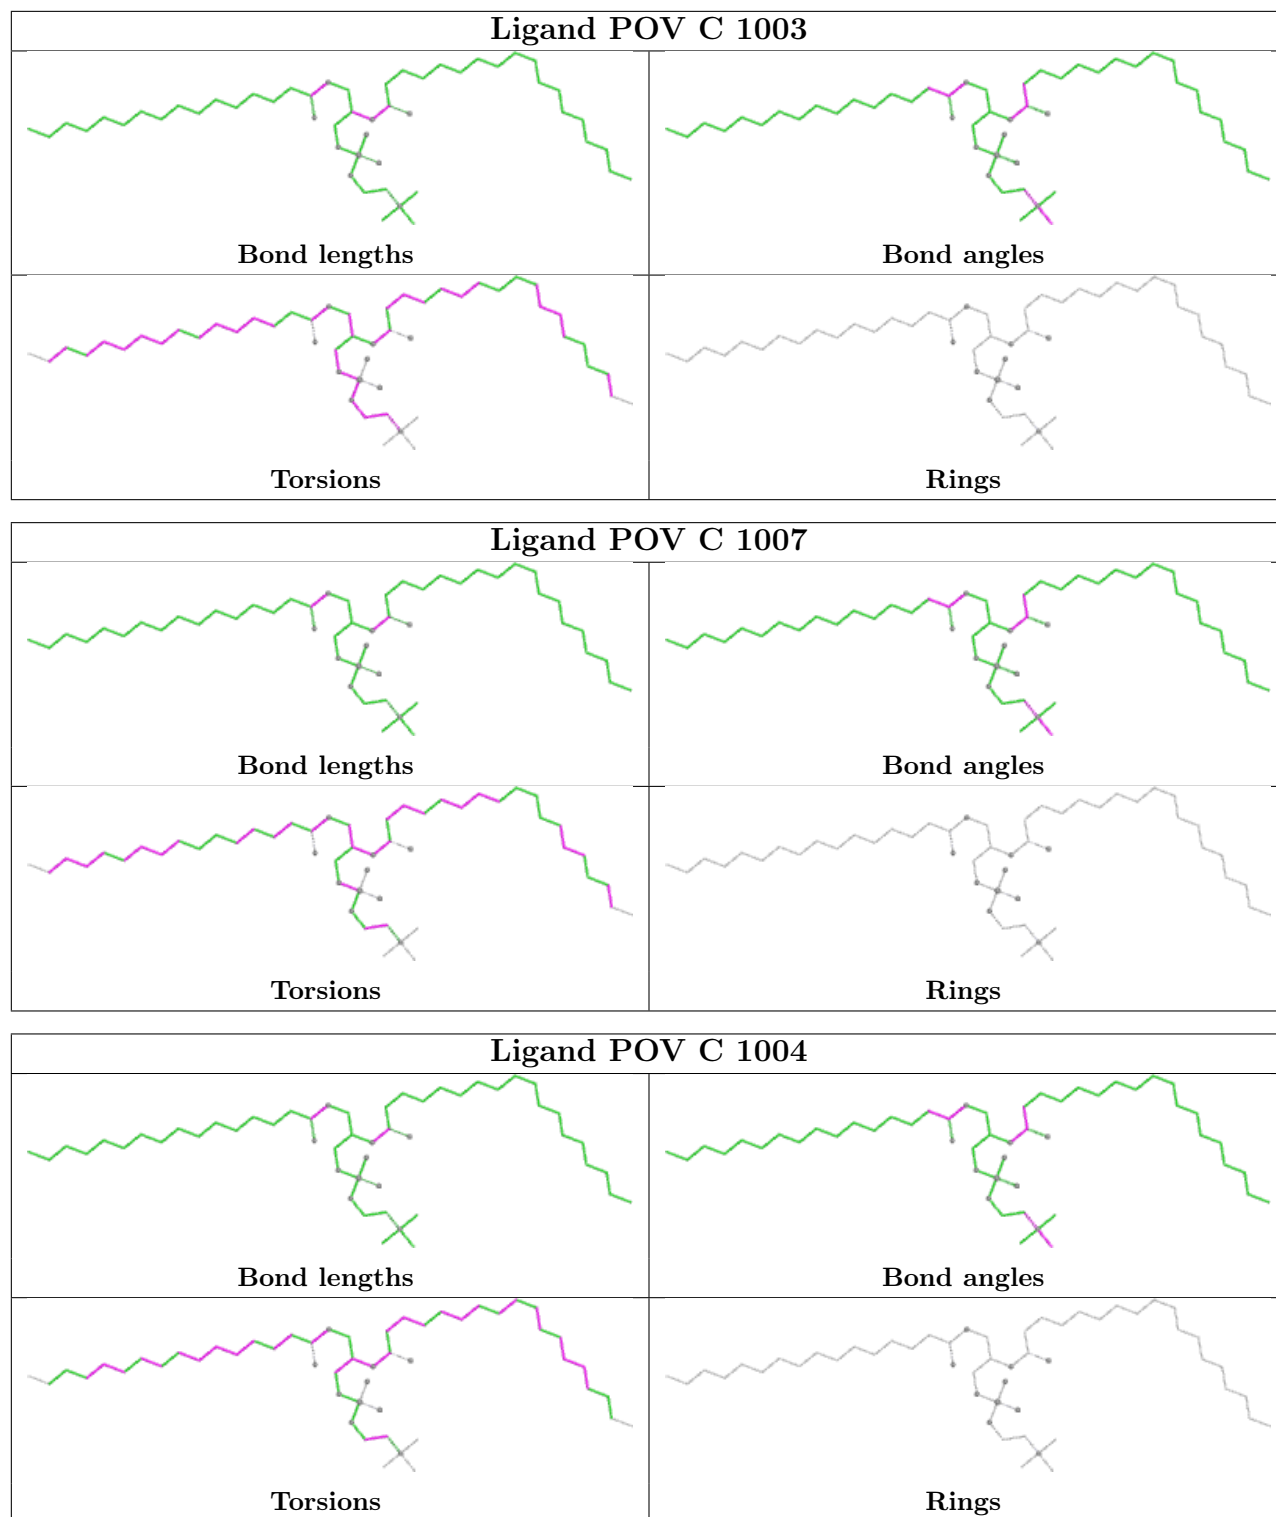 Ligand POV C 1003
Bond lengths
Bond angles
Torsions
Rings
Ligand POV C 1007
Bond lengths
Bond angles
Torsions
Rings
Ligand POV C 1004
Bond lengths
Bond angles
Torsions
Rings